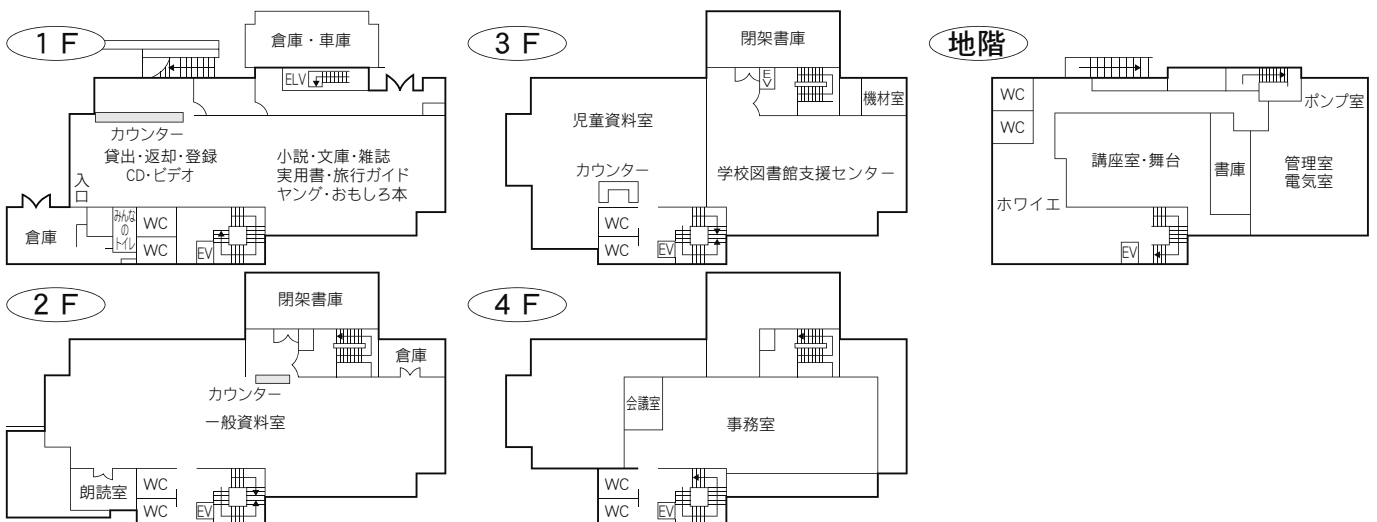 1 F
倉庫・車庫
ELV
カウンター
貸出・返却・登録
CD・ビデオ
小説・文庫・雑誌
実用書・旅行ガイド
ヤング・おもしろ本
入口
倉庫
みんなのトイレ
WC
WC
EV
2 F
閉架書庫
倉庫
カウンター
一般資料室
朗読室
WC
WC
EV
3 F
閉架書庫
EV
機材室
児童資料室
カウンター
学校図書館支援センター
WC
WC
EV
4 F
会議室
事務室
WC
WC
EV
地階
WC
WC
ポンプ室
講座室・舞台
書庫
管理室
電気室
ホワイエ
EV